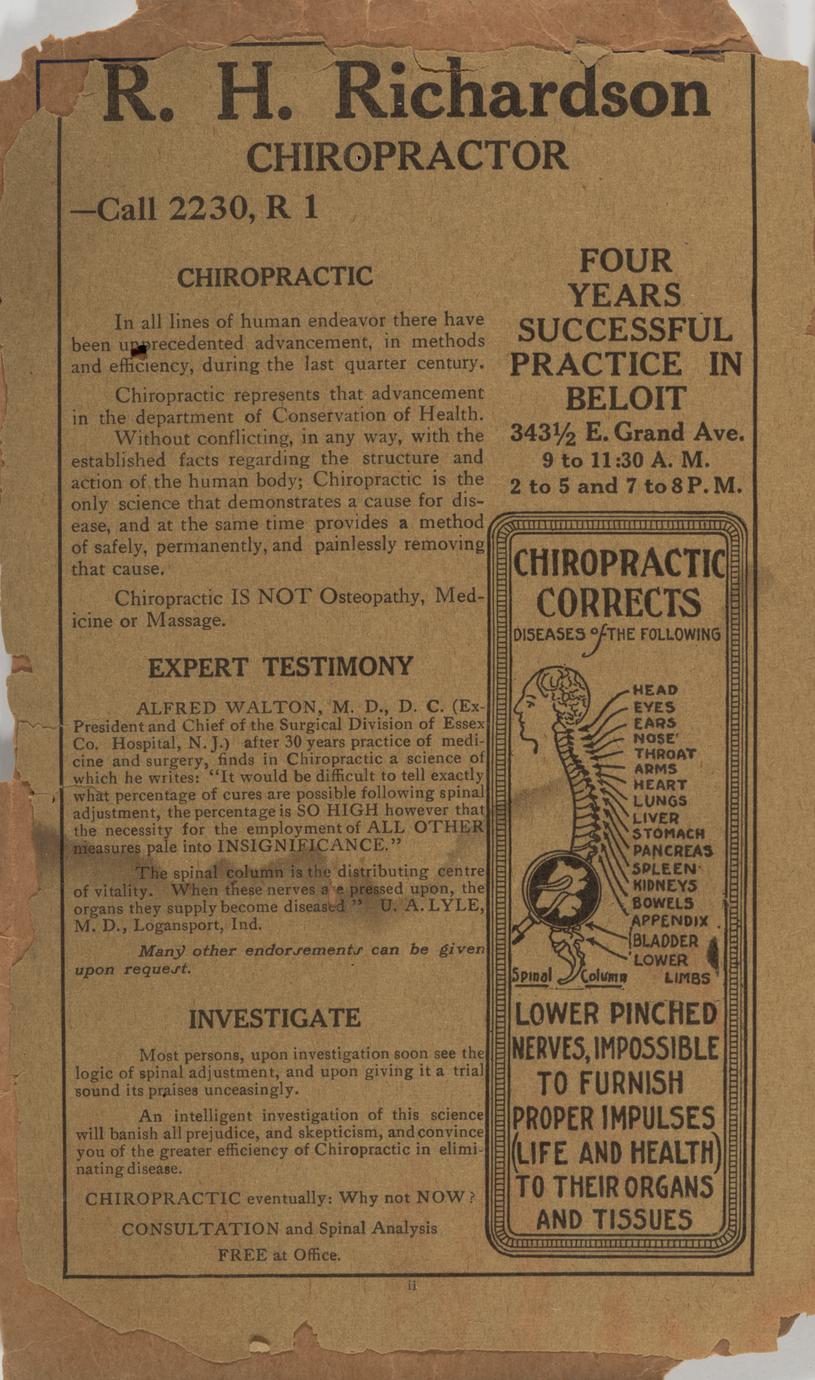 R. H. Richardson
CHIROPRACTOR
—Call 2230, R 1
CHIROPRACTIC
In all lines of human endeavor there have
been unprecedented advancement, in methods
and efficiency, during the last quarter century.
Chiropractic represents that advancement
in the department of Conservation of Health.
Without conflicting, in any way, with the
established facts regarding the structure and
action of the human body; Chiropractic is the
only science that demonstrates a cause for dis-
ease, and at the same time provides a method
of safely, permanently, and painlessly removing
that cause.
Chiropractic IS NOT Osteopathy, Med-
icine or Massage.
EXPERT TESTIMONY
ALFRED WALTON, M. D., D. C. (Ex-
President and Chief of the Surgical Division of Essex
Co. Hospital, N. J.) after 30 years practice of medi-
cine and surgery, finds in Chiropractic a science of
which he writes: "It would be difficult to tell exactly
what percentage of cures are possible following spinal
adjustment, the percentage is SO HIGH however that
the necessity for the employment of ALL OTHER
measures pale into INSIGNIFICANCE."
The spinal column is the distributing centre
of vitality. When these nerves a e pressed upon, the
organs they supply become diseased " U. A. LYLE,
M. D., Logansport, Ind.
Many other endorsements can be given
upon request.
INVESTIGATE
Most persons, upon investigation soon see the
logic of spinal adjustment, and upon giving it a trial
sound its praises unceasingly.
An intelligent investigation of this science
will banish all prejudice, and skepticism, and convince
you of the greater efficiency of Chiropractic in elimi-
nating disease.
CHIROPRACTIC eventually: Why not NOW?
CONSULTATION and Spinal Analysis
FREE at Office.
FOUR
YEARS
SUCCESSFUL
PRACTICE IN
BELOIT
343½ E. Grand Ave.
9 to 11:30 A. M.
2 to 5 and 7 to 8 P. M.
CHIROPRACTIC
CORRECTS
DISEASES of THE FOLLOWING
HEAD
EYES
EARS
NOSE
THROAT
ARMS
HEART
LUNGS
LIVER
STOMACH
PANCREAS
SPLEEN
KIDNEYS
BOWELS
APPENDIX
BLADDER
LOWER
LIMBS
Spinal Column
LOWER PINCHED
NERVES, IMPOSSIBLE
TO FURNISH
PROPER IMPULSES
(LIFE AND HEALTH)
TO THEIR ORGANS
AND TISSUES
ii